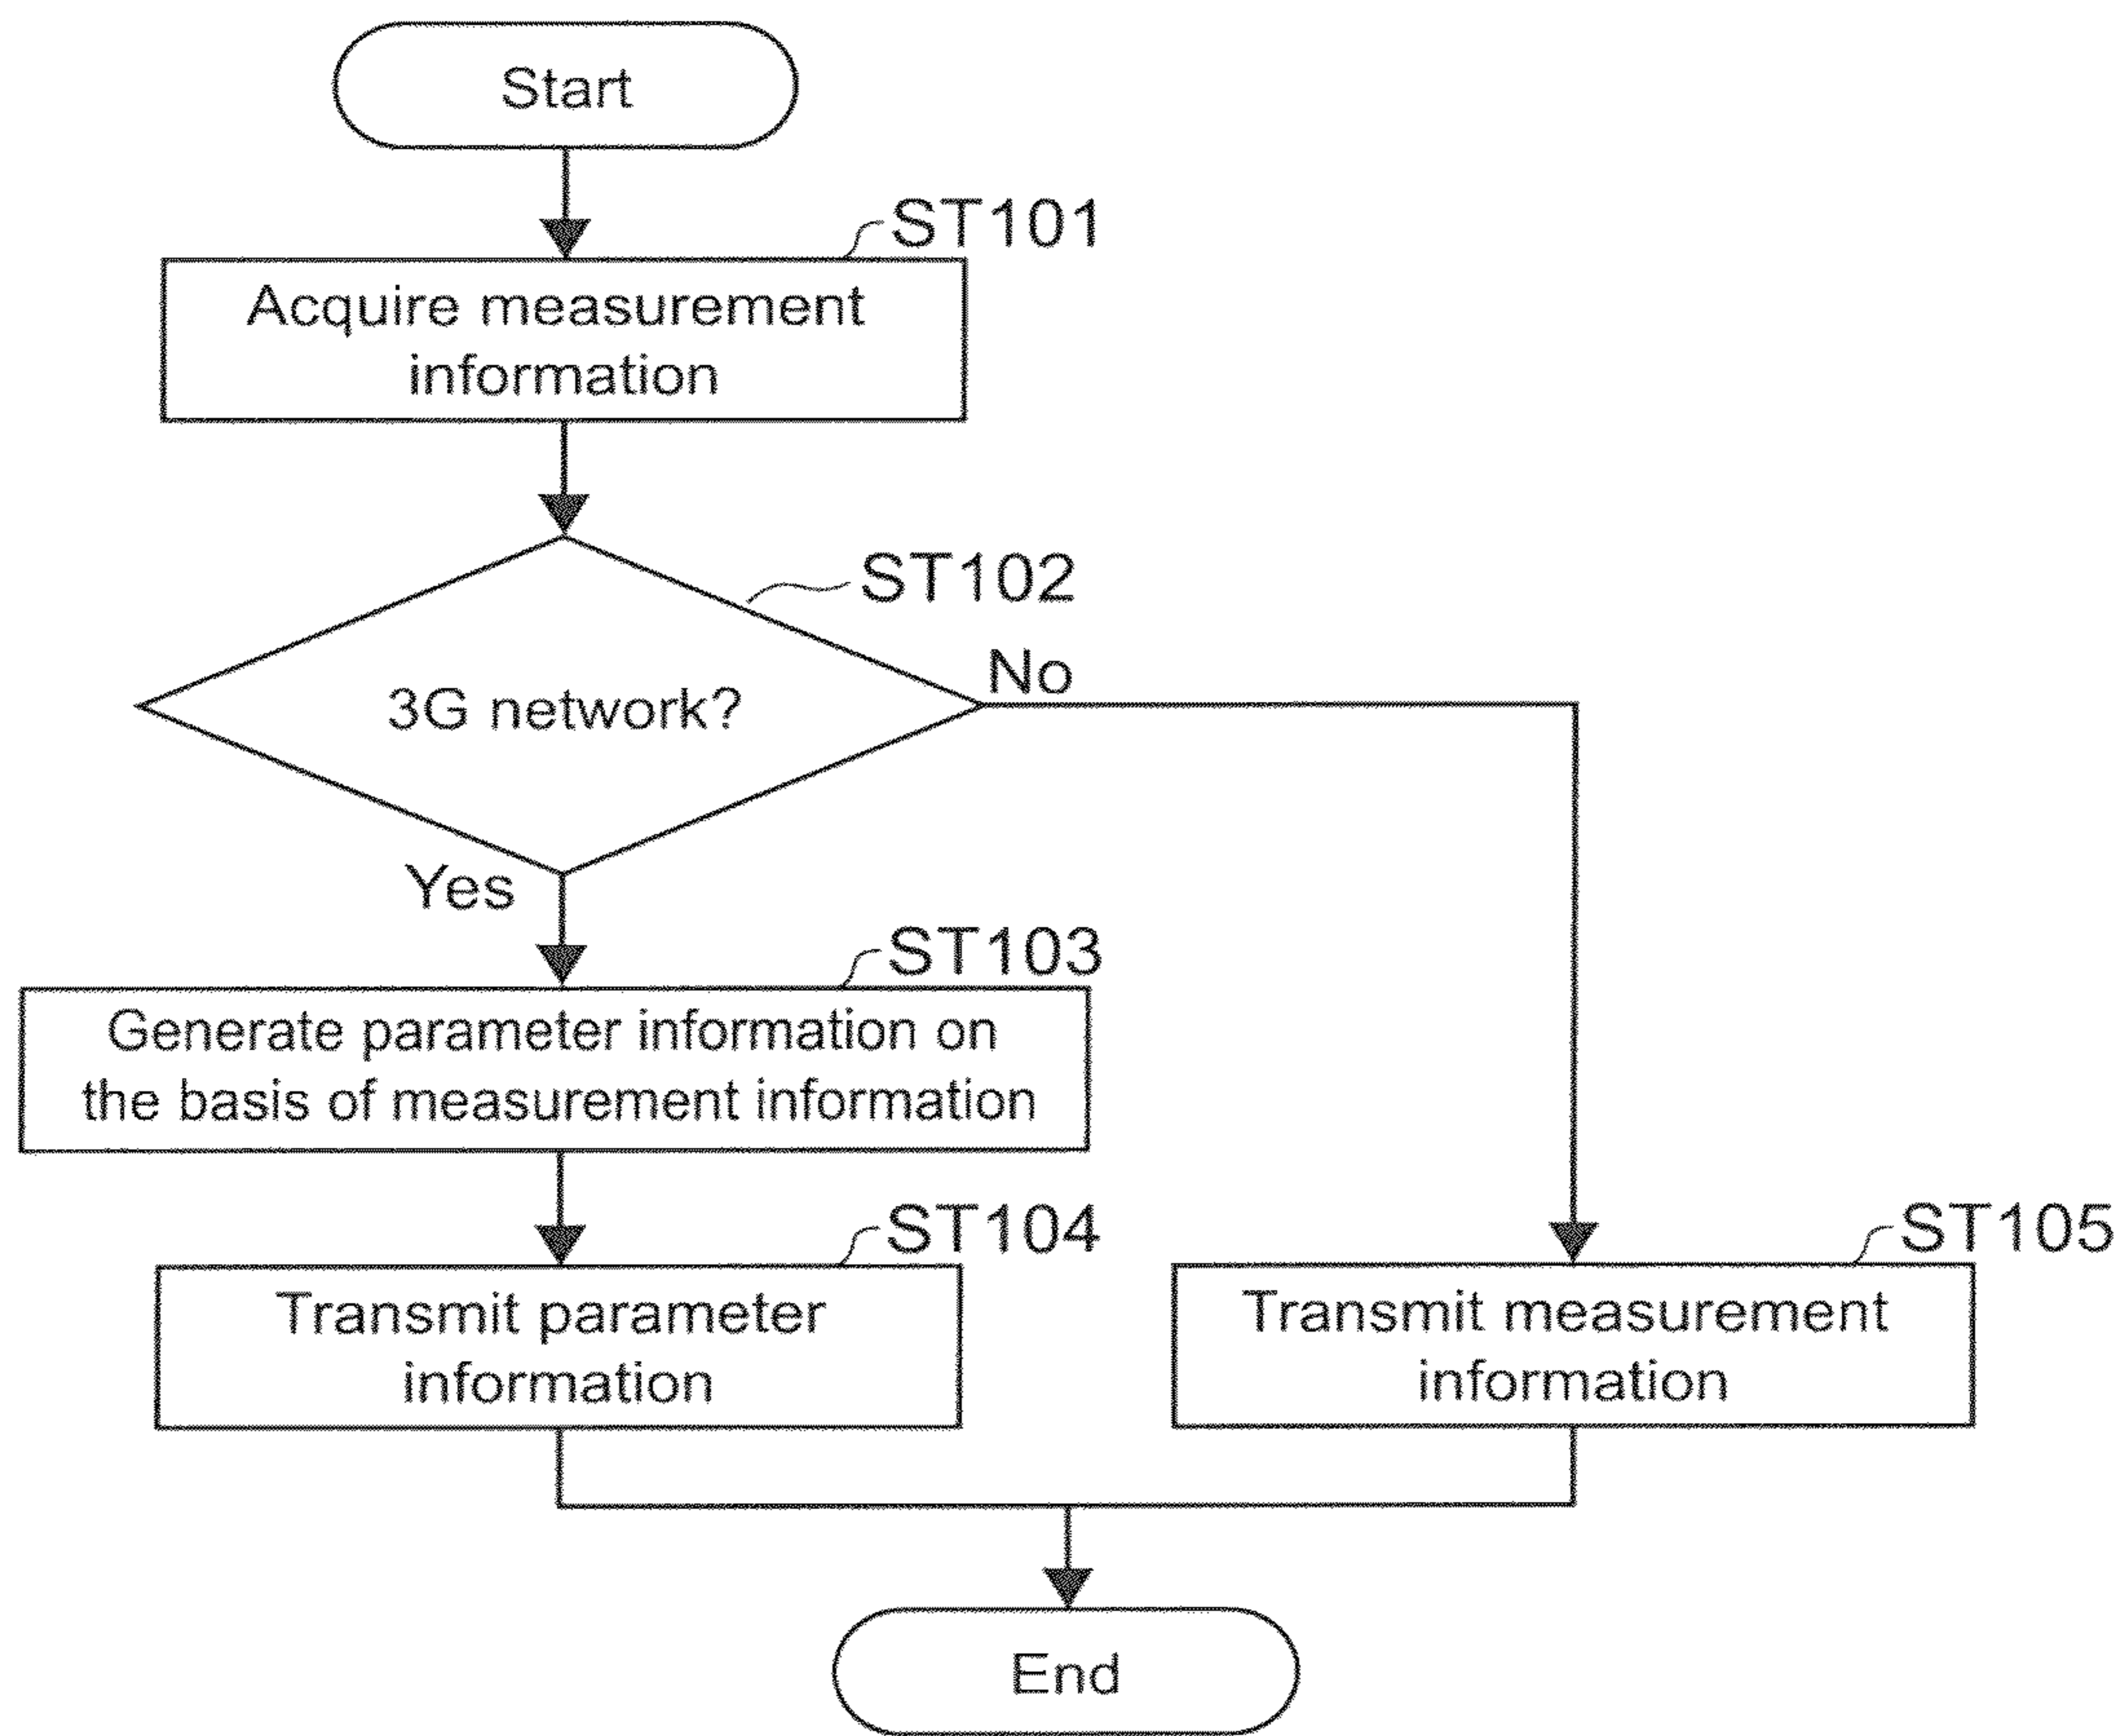 Start
ST101
Acquire measurement
information
ST102
3G network?
No
Yes
ST103
Generate parameter information on
the basis of measurement information
ST104
Transmit parameter
information
ST105
Transmit measurement
information
End